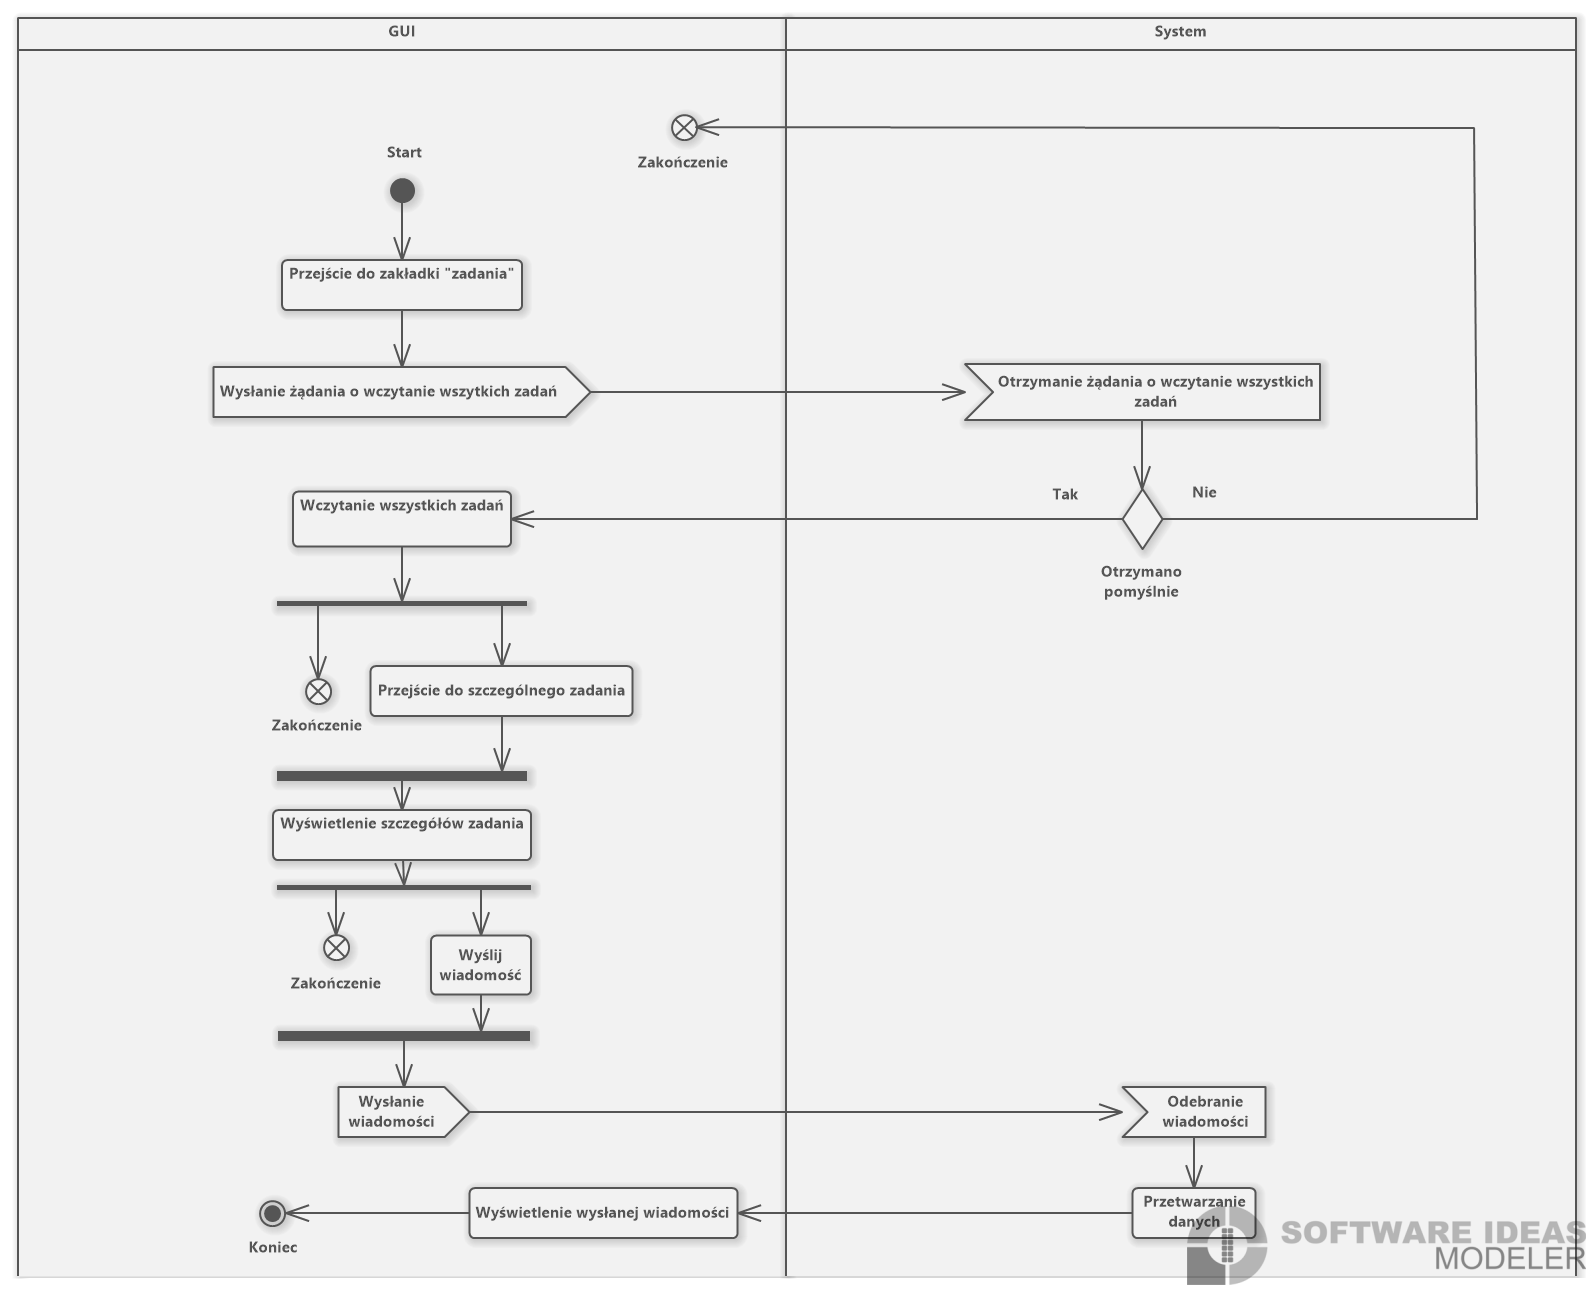 GUI
System
Zakończenie
Start
Przejście do zakładki "zadania"
Wysłanie żądania o wczytanie wszytkich zadań
Otrzymanie żądania o wczytanie wszystkich
zadań
Wczytanie wszystkich zadań
Tak
Nie
Otrzymano
pomyślnie
Przejście do szczególnego zadania
Zakończenie
Wyświetlenie szczegółów zadania
Wyślij
wiadomość
Zakończenie
Wysłanie
wiadomości
Odebranie
wiadomości
Wyświetlenie wysłanej wiadomości
Przetwarzanie
danych
Koniec
SOFTWARE IDEAS
MODELER